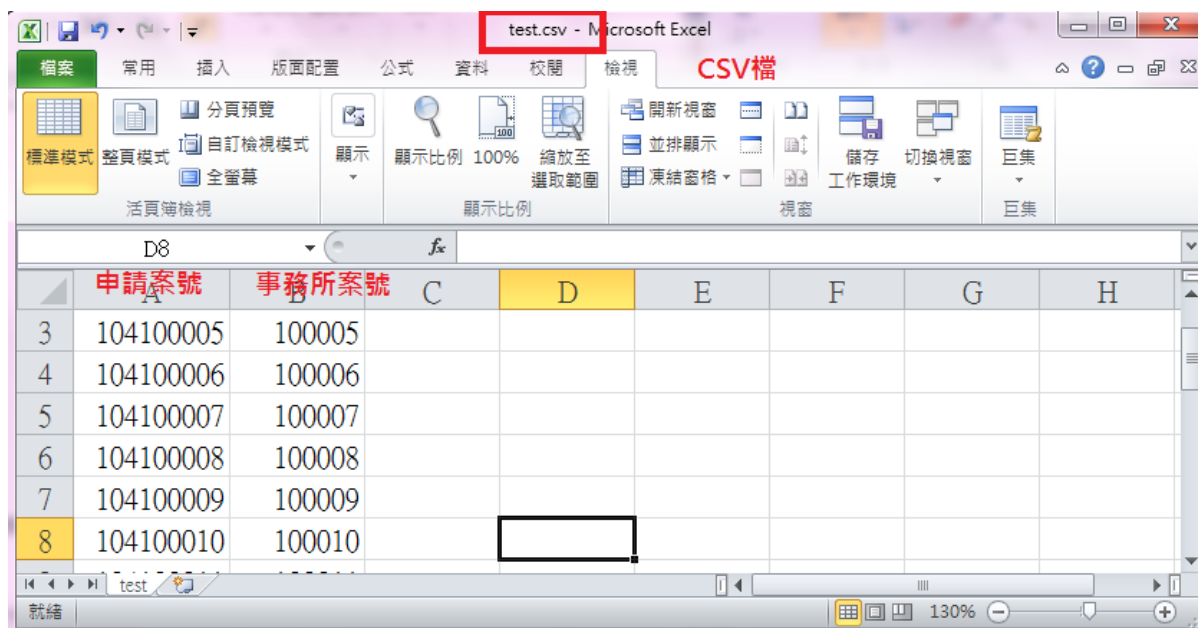 test.csv - Microsoft Excel
檔案 常用 插入 版面配置 公式 資料 校閱 檢視 CSV檔
標準模式 整頁模式 分頁預覽 自訂檢視模式 全螢幕 顯示 顯示比例 100% 縮放至選取範圍 開新視窗 並排顯示 凍結窗格 儲存工作環境 切換視窗 巨集
活頁簿檢視 顯示比例 視窗 巨集
D8 fx
申請案號 事務所案號
A B C D E F G H
3 104100005 100005
4 104100006 100006
5 104100007 100007
6 104100008 100008
7 104100009 100009
8 104100010 100010
test
就緒 130%